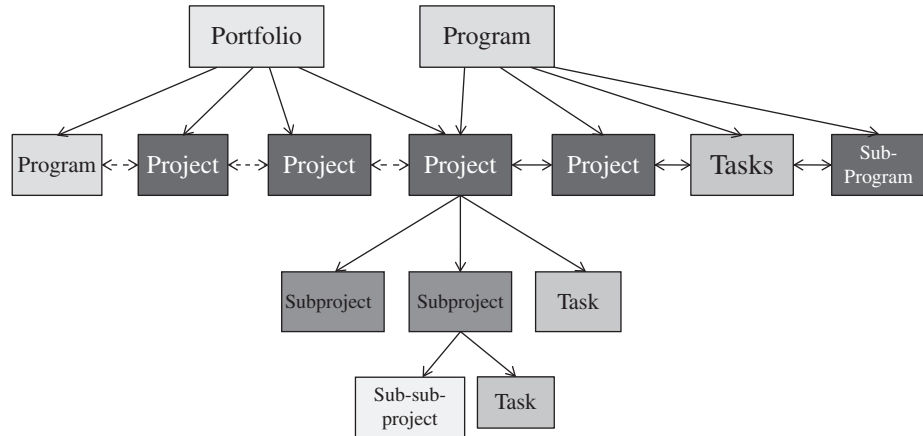 Portfolio
Program
Program
Project
Project
Project
Project
Tasks
Sub-
Program
Subproject
Subproject
Task
Sub-sub-
project
Task